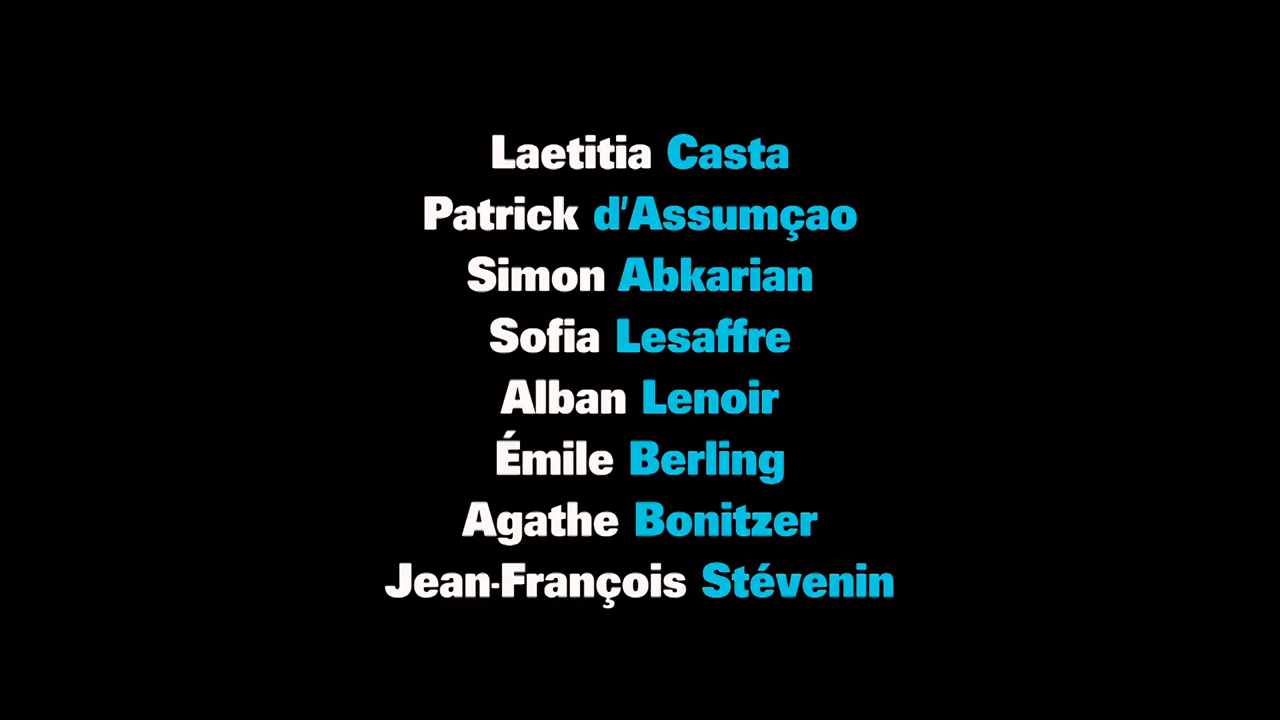 Laetitia Casta
Patrick d'Assumçao
Simon Abkarian
Sofia Lesaffre
Alban Lenoir
Émile Berling
Agathe Bonitzer
Jean-François Stévenin